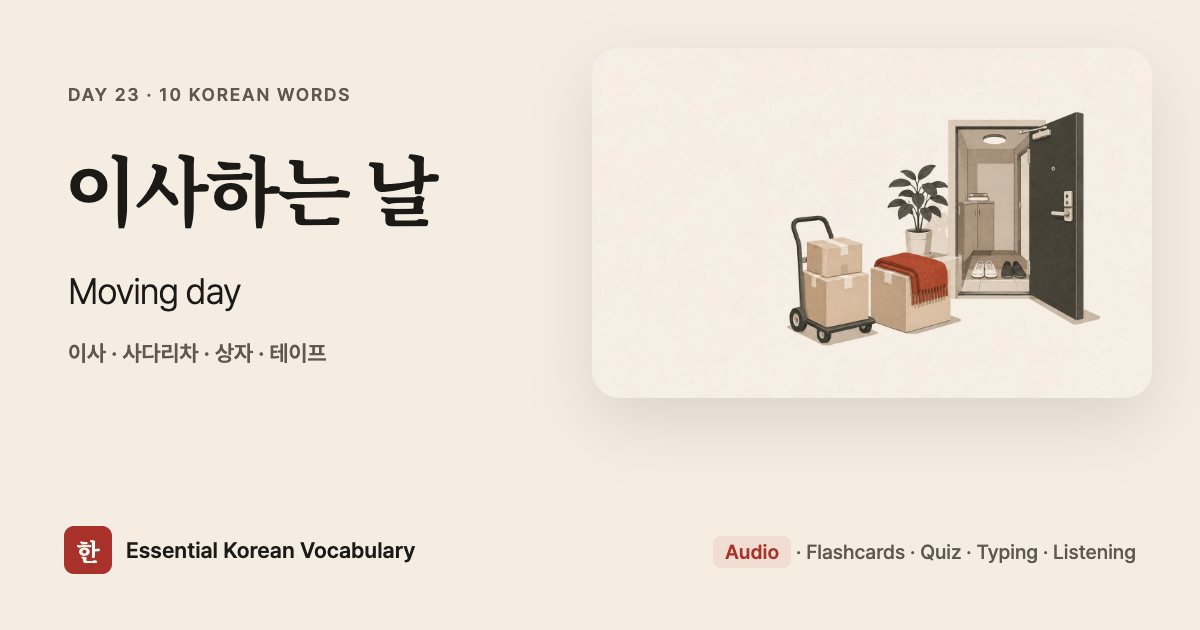 DAY 23 · 10 KOREAN WORDS
이사하는 날
Moving day
이사 · 사다리차 · 상자 · 테이프
한 Essential Korean Vocabulary
Audio · Flashcards · Quiz · Typing · Listening